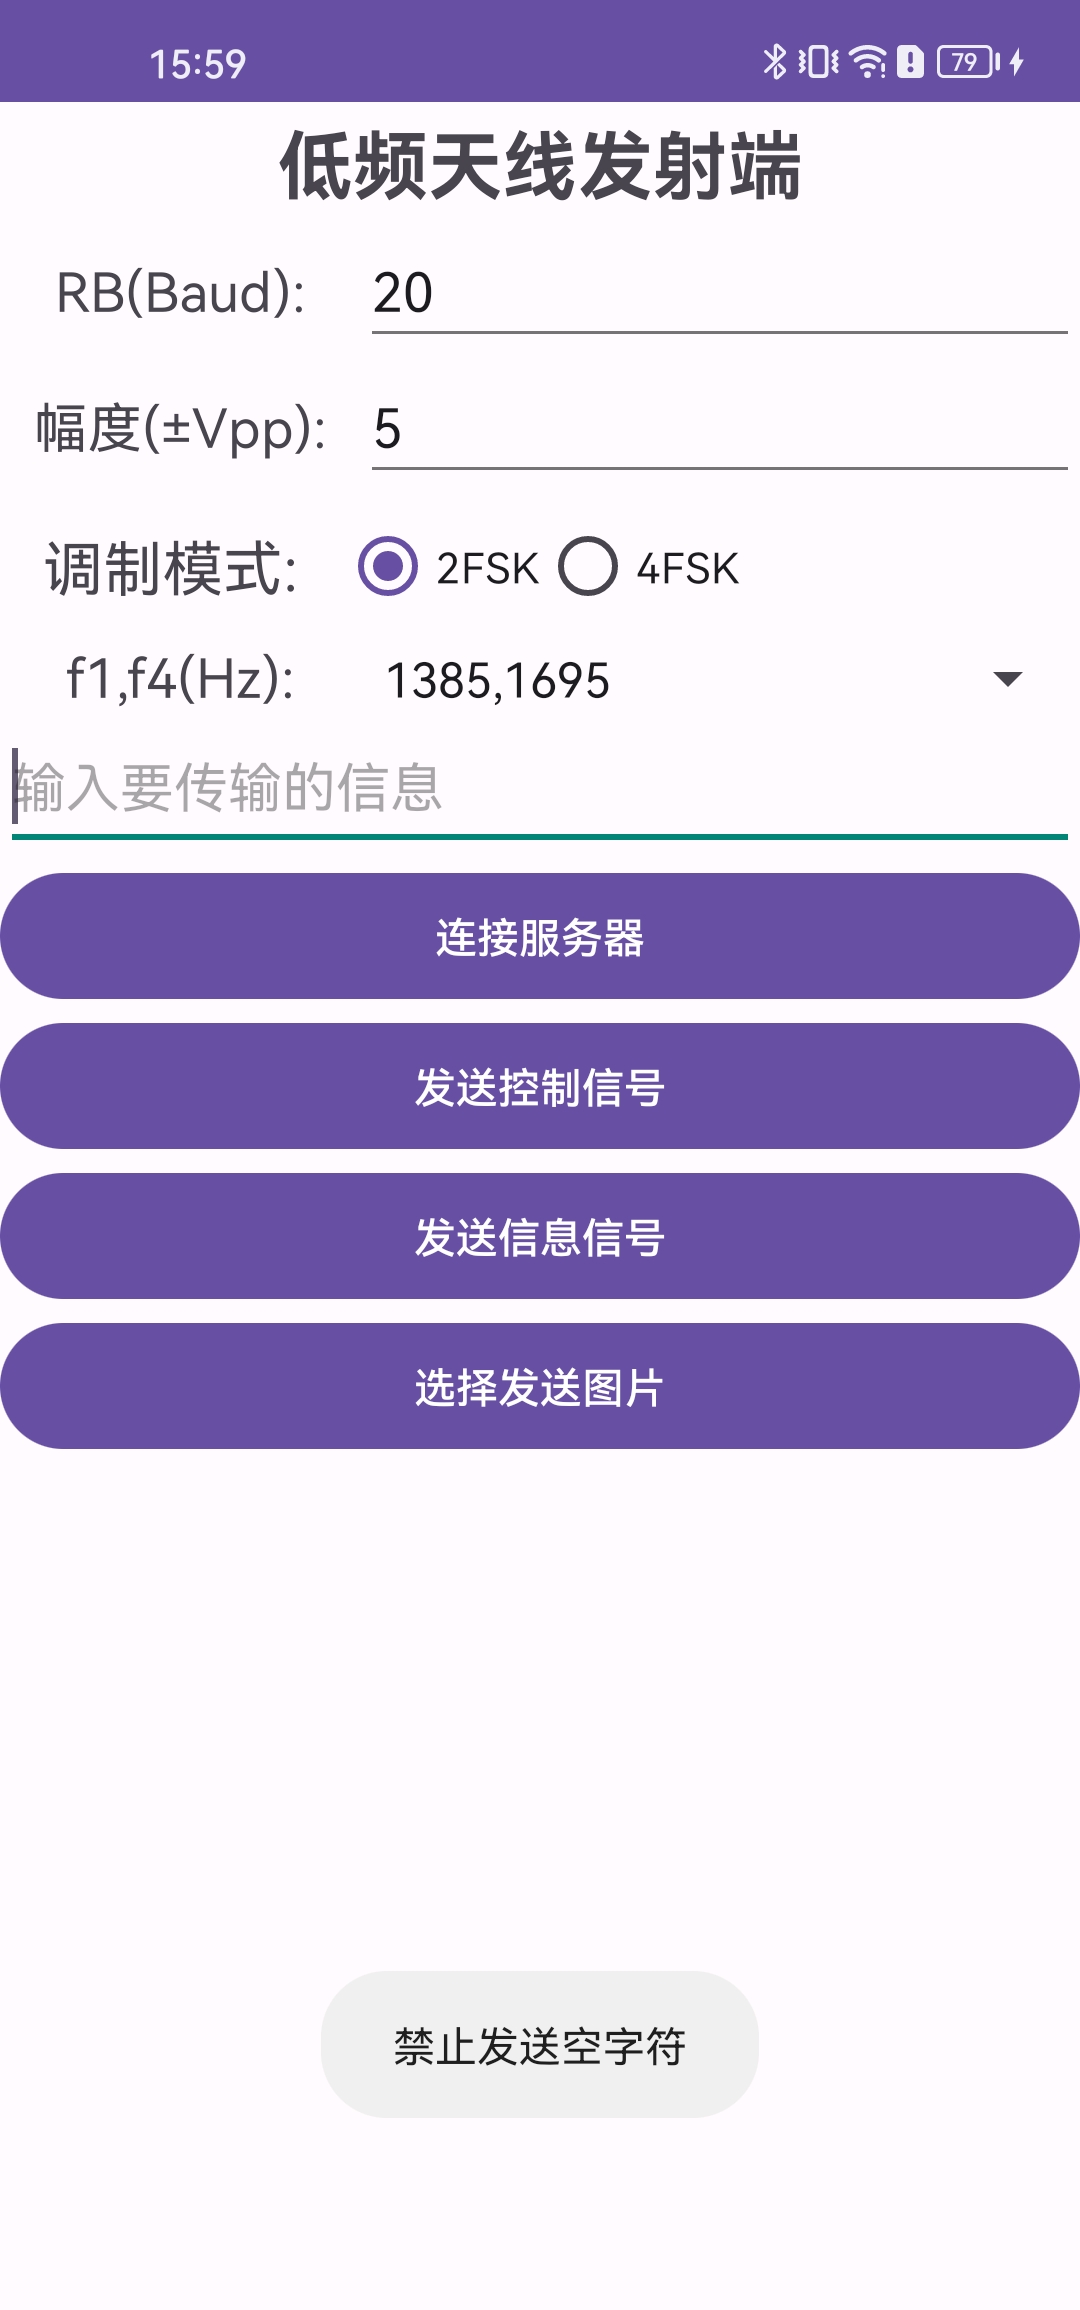 15:59 79
低频天线发射端
RB(Baud): 20
幅度(±Vpp): 5
调制模式: 2FSK 4FSK
f1,f4(Hz): 1385,1695
输入要传输的信息
连接服务器
发送控制信号
发送信息信号
选择发送图片
禁止发送空字符